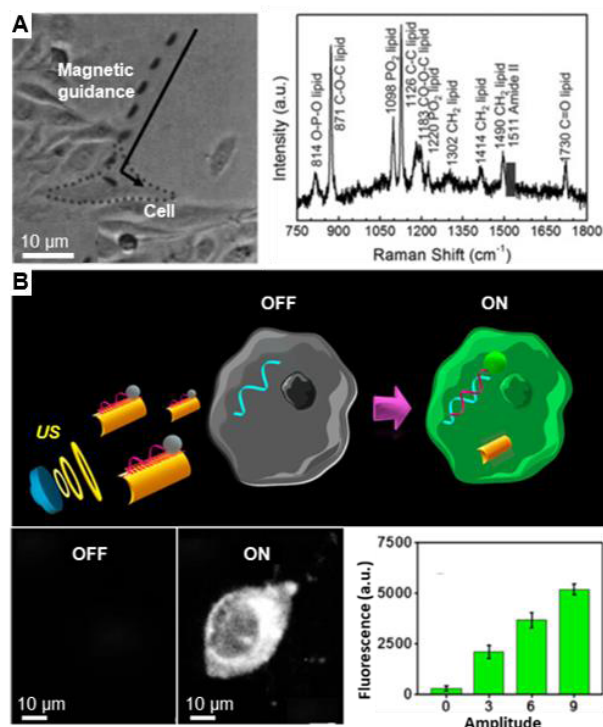 A
Magnetic
guidance
Cell
10 µm
Intensity (a.u.)
814 O-P-O lipid
871 C-O-C lipid
1098 PO₂ lipid
1126 C-C lipid
1183 CO-O-C lipid
1220 PO₂ lipid
1302 CH₂ lipid
1414 CH₂ lipid
1490 CH₂ lipid
1511 Amide II
1730 C=O lipid
750 900 1050 1200 1350 1500 1650 1800
Raman Shift (cm⁻¹)
B
OFF
ON
US
OFF
10 µm
ON
10 µm
Fluorescence (a.u.)
7500
5000
2500
0
0 3 6 9
Amplitude